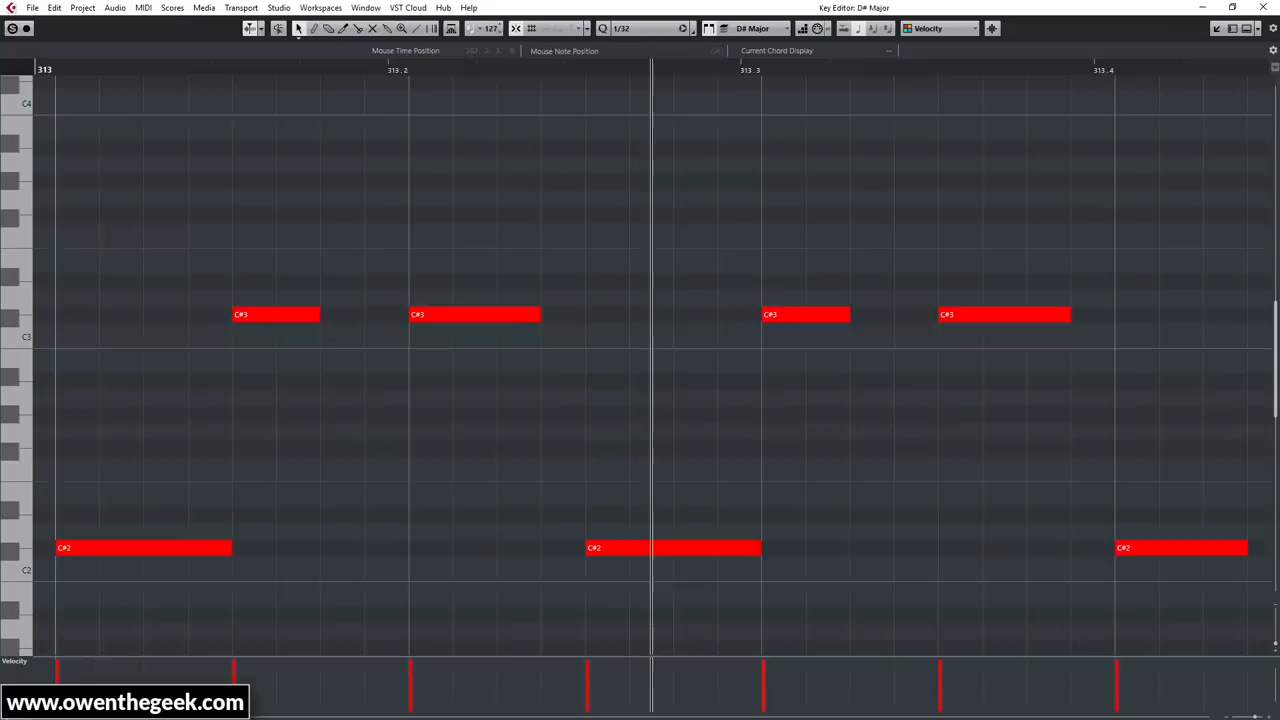 File Edit Project Audio MIDI Scores Media Transport Studio Workspaces Window VST Cloud Hub Help
Key Editor: D# Major
127 1/32 D# Major Velocity
Mouse Time Position Mouse Note Position Current Chord Display --
313 313.2 313.3 313.4
C4
C#3 C#3 C#3 C#3
C3
C#2 C#2 C#2
C2
Velocity
www.owenthegeek.com